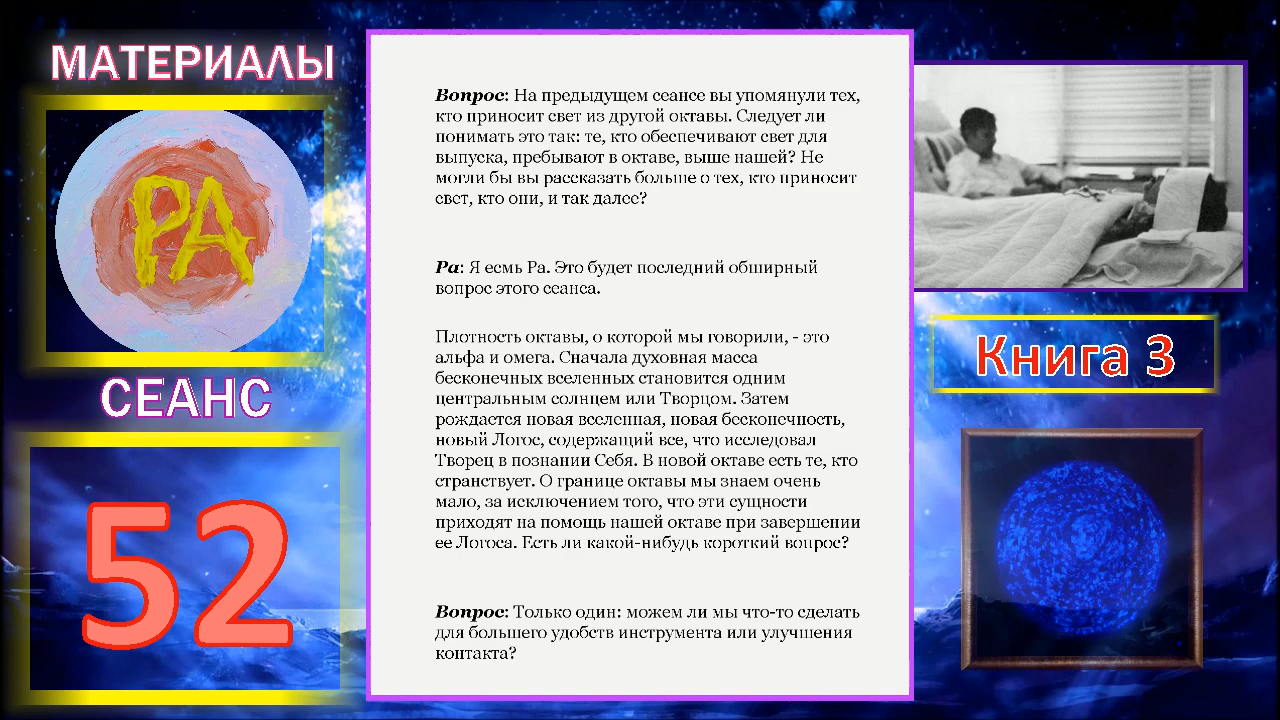 МАТЕРИАЛЫ
РА
СЕАНС
52
Вопрос: На предыдущем сеансе вы упомянули тех,
кто приносит свет из другой октавы. Следует ли
понимать это так: те, кто обеспечивают свет для
выпуска, пребывают в октаве, выше нашей? Не
могли бы вы рассказать больше о тех, кто приносит
свет, кто они, и так далее?
Ра: Я есмь Ра. Это будет последний обширный
вопрос этого сеанса.
Плотность октавы, о которой мы говорили, - это
альфа и омега. Сначала духовная масса
бесконечных вселенных становится одним
центральным солнцем или Творцом. Затем
рождается новая вселенная, новая бесконечность,
новый Логос, содержащий все, что исследовал
Творец в познании Себя. В новой октаве есть те, кто
странствует. О границе октавы мы знаем очень
мало, за исключением того, что эти сущности
приходят на помощь нашей октаве при завершении
ее Логоса. Есть ли какой-нибудь короткий вопрос?
Вопрос: Только один: можем ли мы что-то сделать
для большего удобств инструмента или улучшения
контакта?
Книга 3